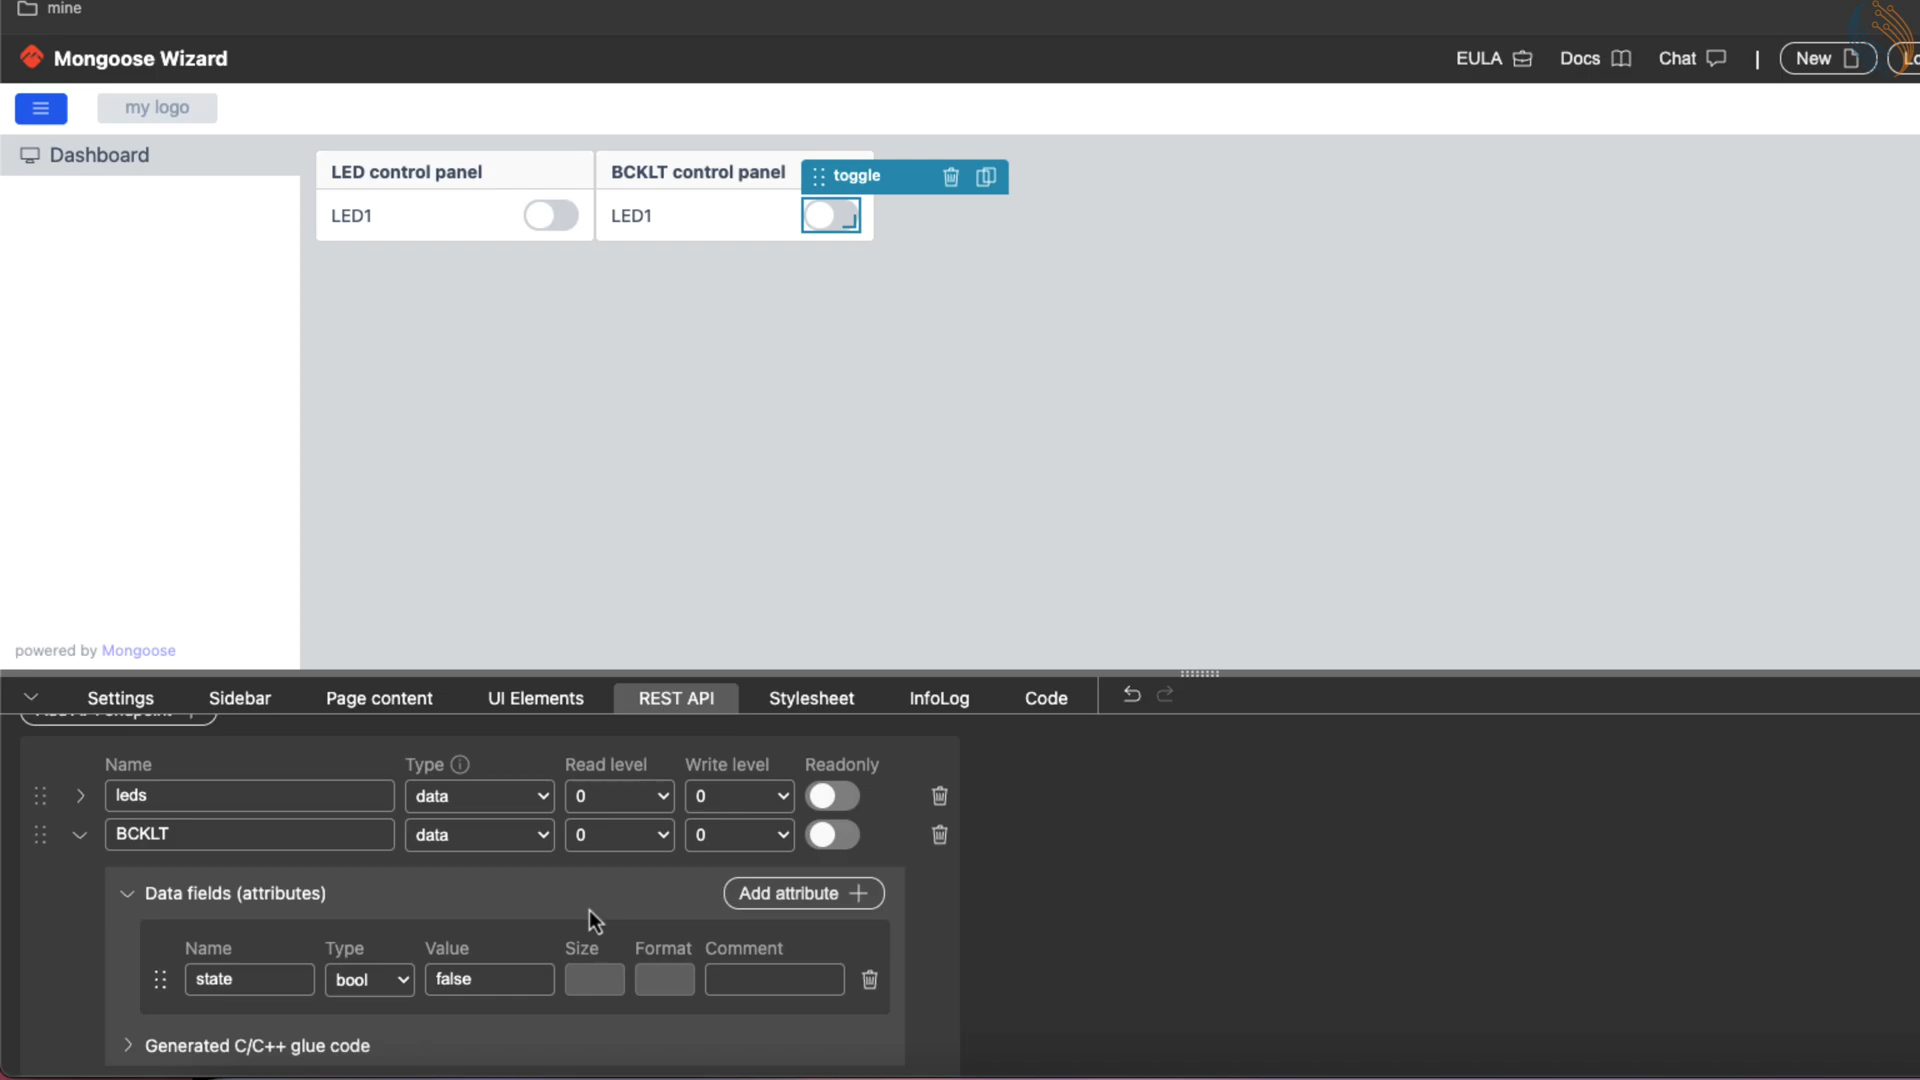 mine
Mongoose Wizard
EULA
Docs
Chat
New
my logo
Dashboard
LED control panel
BCKLT control panel
toggle
LED1
LED1
powered by Mongoose
Settings
Sidebar
Page content
UI Elements
REST API
Stylesheet
InfoLog
Code
Name
Type
Read level
Write level
Readonly
leds
data
0
0
BCKLT
data
0
0
Data fields (attributes)
Add attribute
Name
Type
Value
Size
Format
Comment
state
bool
false
Generated C/C++ glue code